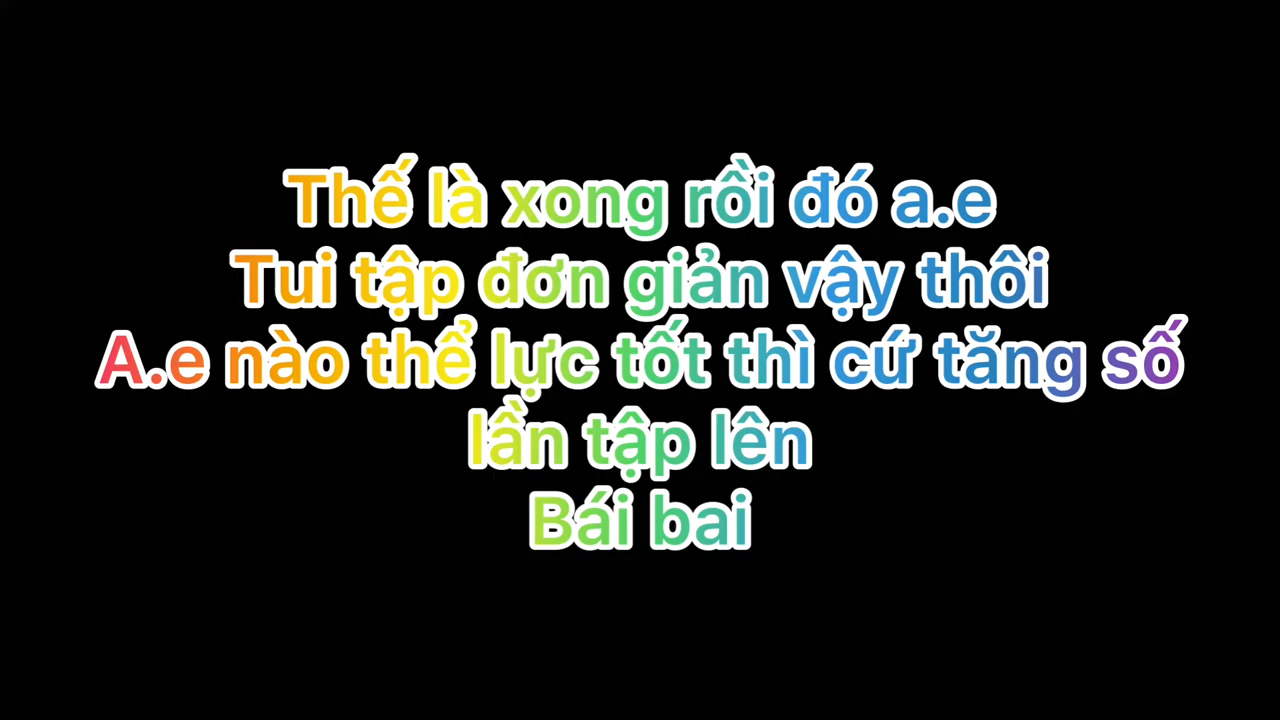 Thế là xong rồi đó a.e
Tui tập đơn giản vậy thôi
A.e nào thể lực tốt thì cứ tăng số
lần tập lên
Bái bai